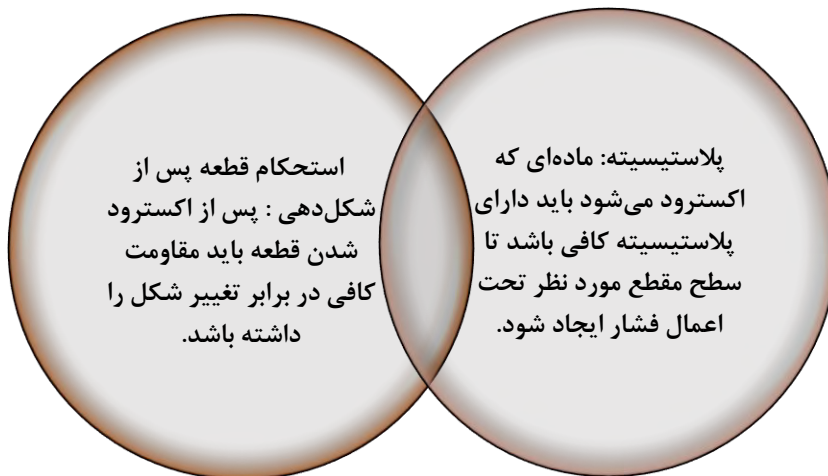 پلاستیسیته: ماده‌ای که
اکسترود می‌شود باید دارای
پلاستیسیته کافی باشد تا
سطح مقطع مورد نظر تحت
اعمال فشار ایجاد شود.
استحکام قطعه پس از
شکل‌دهی : پس از اکسترود
شدن قطعه باید مقاومت
کافی در برابر تغییر شکل را
داشته باشد.